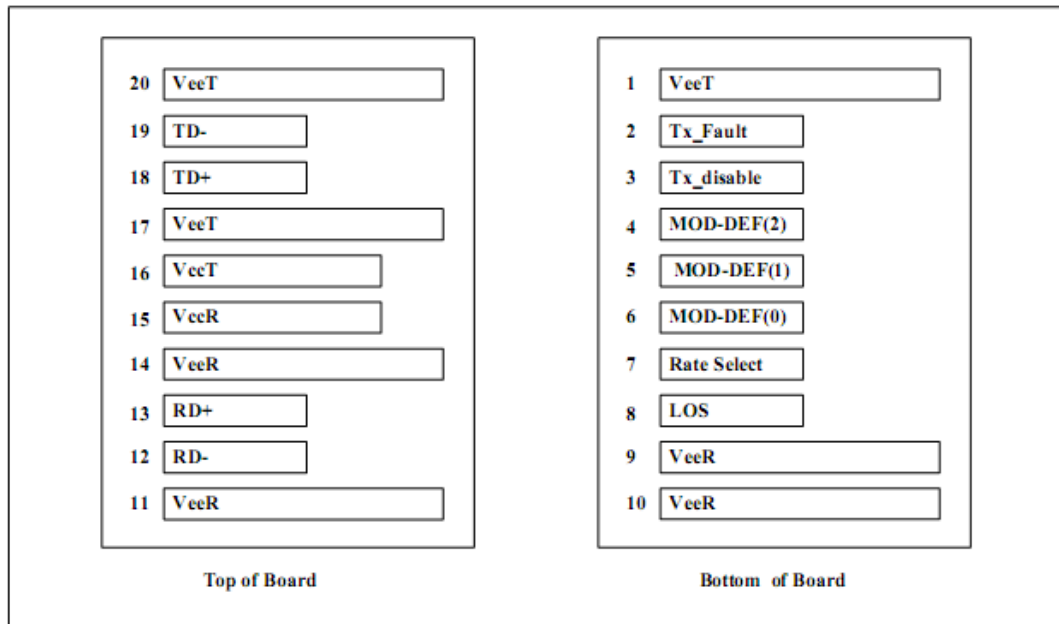 20 VeeT
19 TD-
18 TD+
17 VeeT
16 VccT
15 VccR
14 VeeR
13 RD+
12 RD-
11 VeeR
Top of Board
1 VeeT
2 Tx_Fault
3 Tx_disable
4 MOD-DEF(2)
5 MOD-DEF(1)
6 MOD-DEF(0)
7 Rate Select
8 LOS
9 VeeR
10 VeeR
Bottom of Board